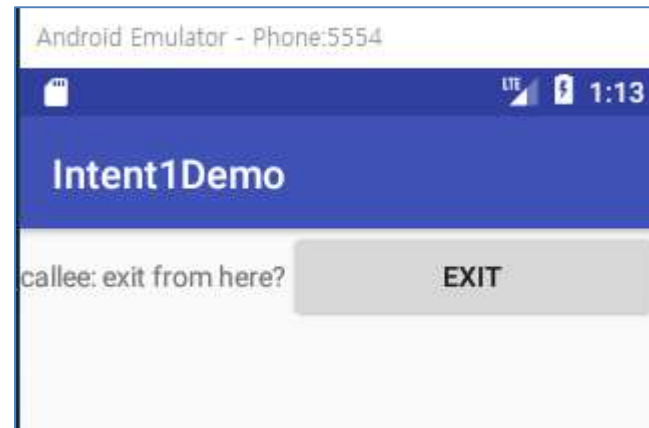 Android Emulator - Phone:5554
LTE 1:13
Intent1Demo
callee: exit from here? EXIT